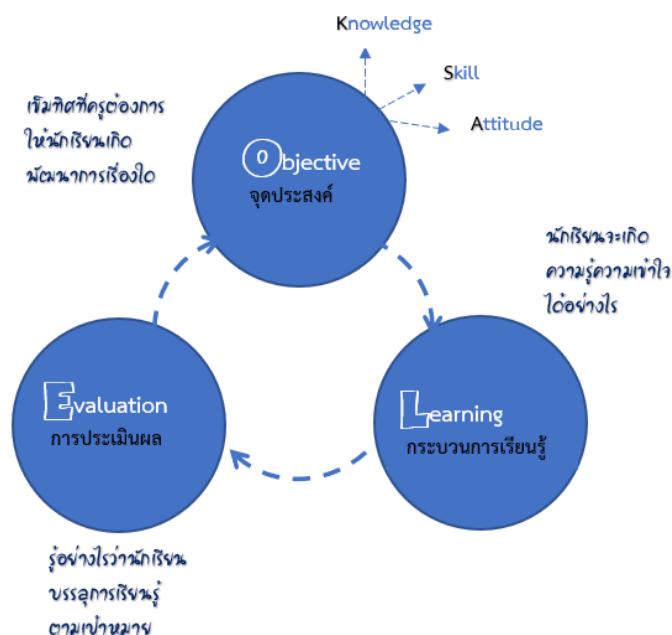 Knowledge
Skill
Attitude
เข็มทิศที่ครูต้องการ
ให้นักเรียนเกิด
พัฒนาการเรื่องใด
Objective
จุดประสงค์
นักเรียนจะเกิด
ความรู้ความเข้าใจ
ได้อย่างไร
Evaluation
การประเมินผล
Learning
กระบวนการเรียนรู้
รู้อย่างไรว่านักเรียน
บรรลุการเรียนรู้
ตามเป้าหมาย